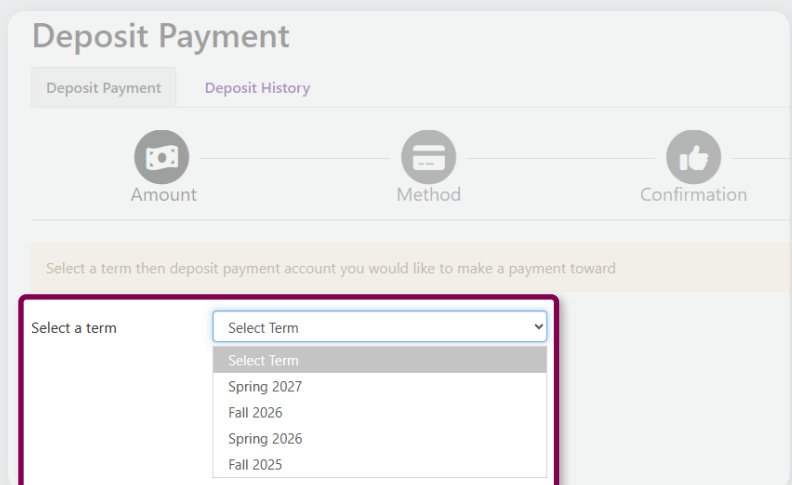 Deposit Payment
Deposit Payment Deposit History
Amount Method Confirmation
Select a term then deposit payment account you would like to make a payment toward
Select a term Select Term
Select Term
Spring 2027
Fall 2026
Spring 2026
Fall 2025